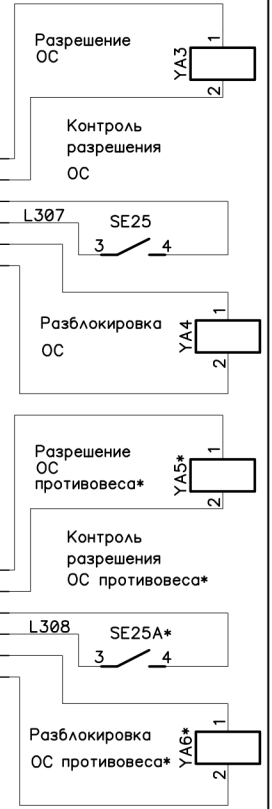 Разрешение
ОС
YA3
1
2
Контроль
разрешения
ОС
L307
SE25
3 4
Разблокировка
ОС
YA4
1
2
Разрешение
ОС
противовеса*
YA5*
1
2
Контроль
разрешения
ОС противовеса*
L308
SE25A*
3 4
Разблокировка
ОС противовеса*
YA6*
1
2